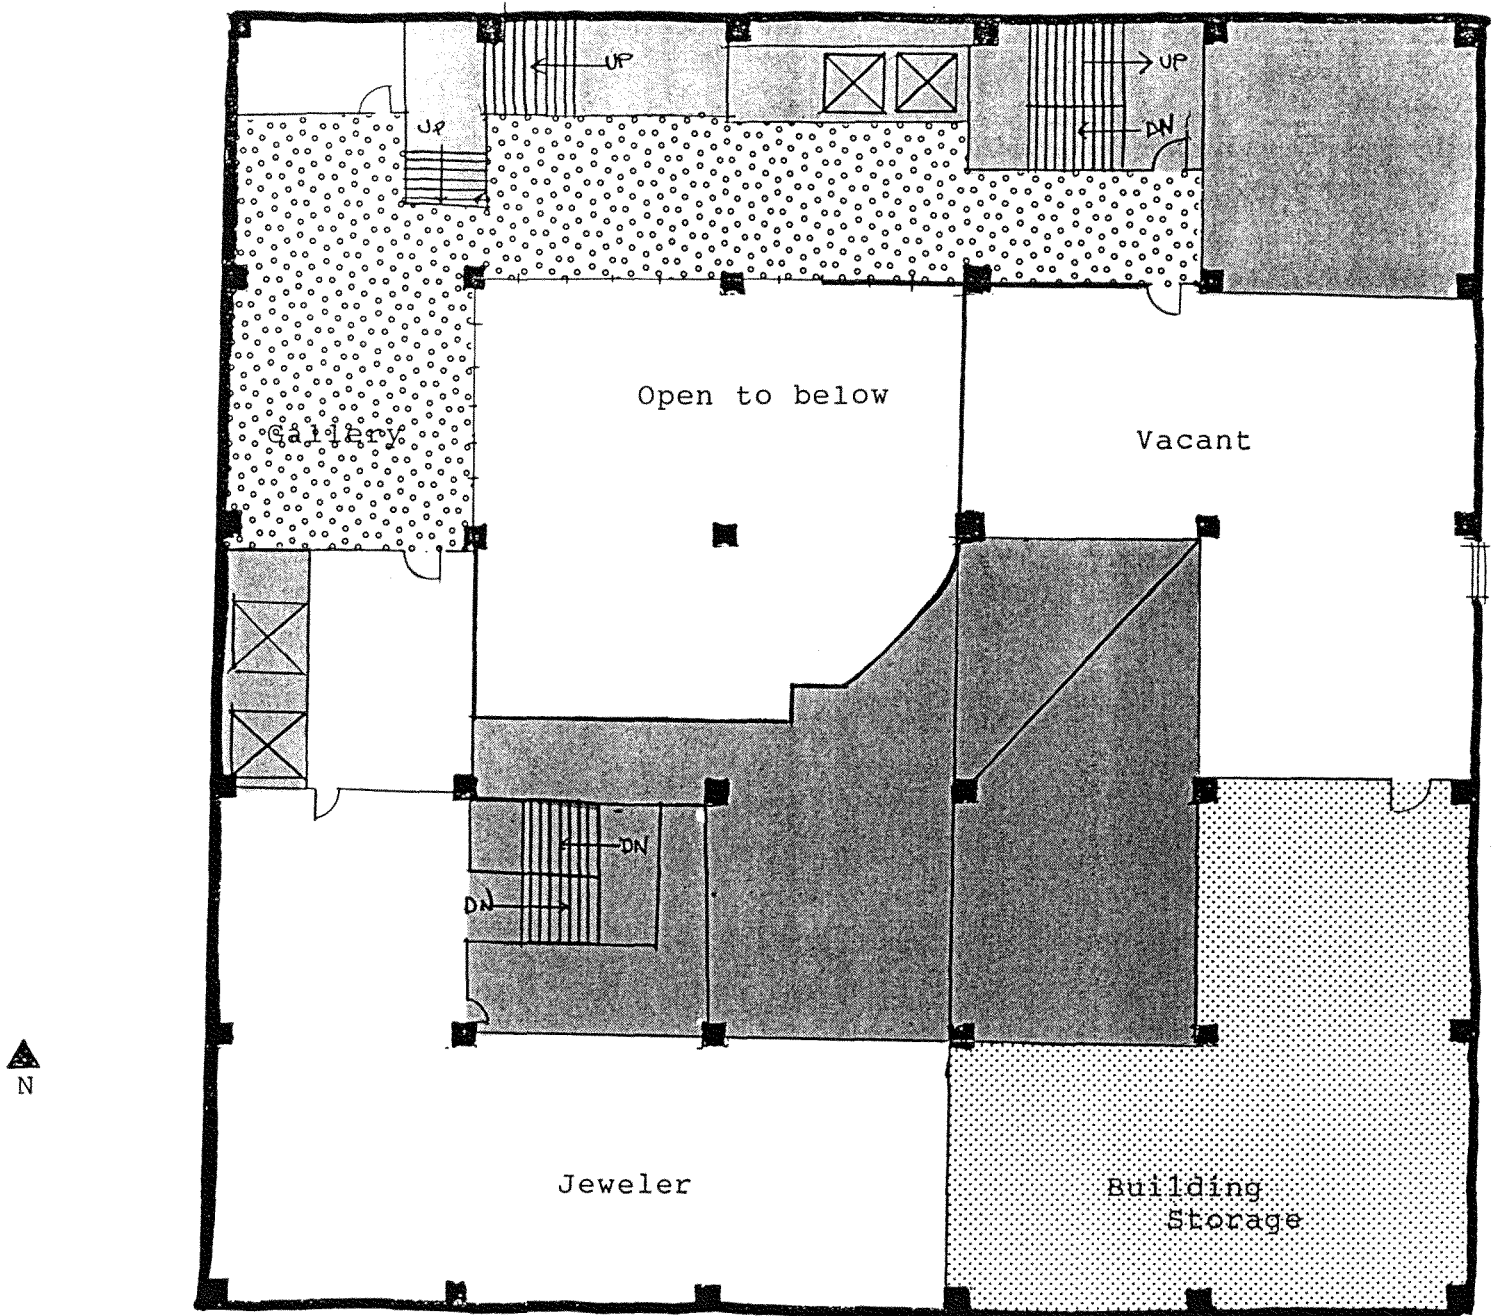 UP
UP
UP
DN
Open to below
Gallery
Vacant
DN
DN
N
Jeweler
Building
Storage